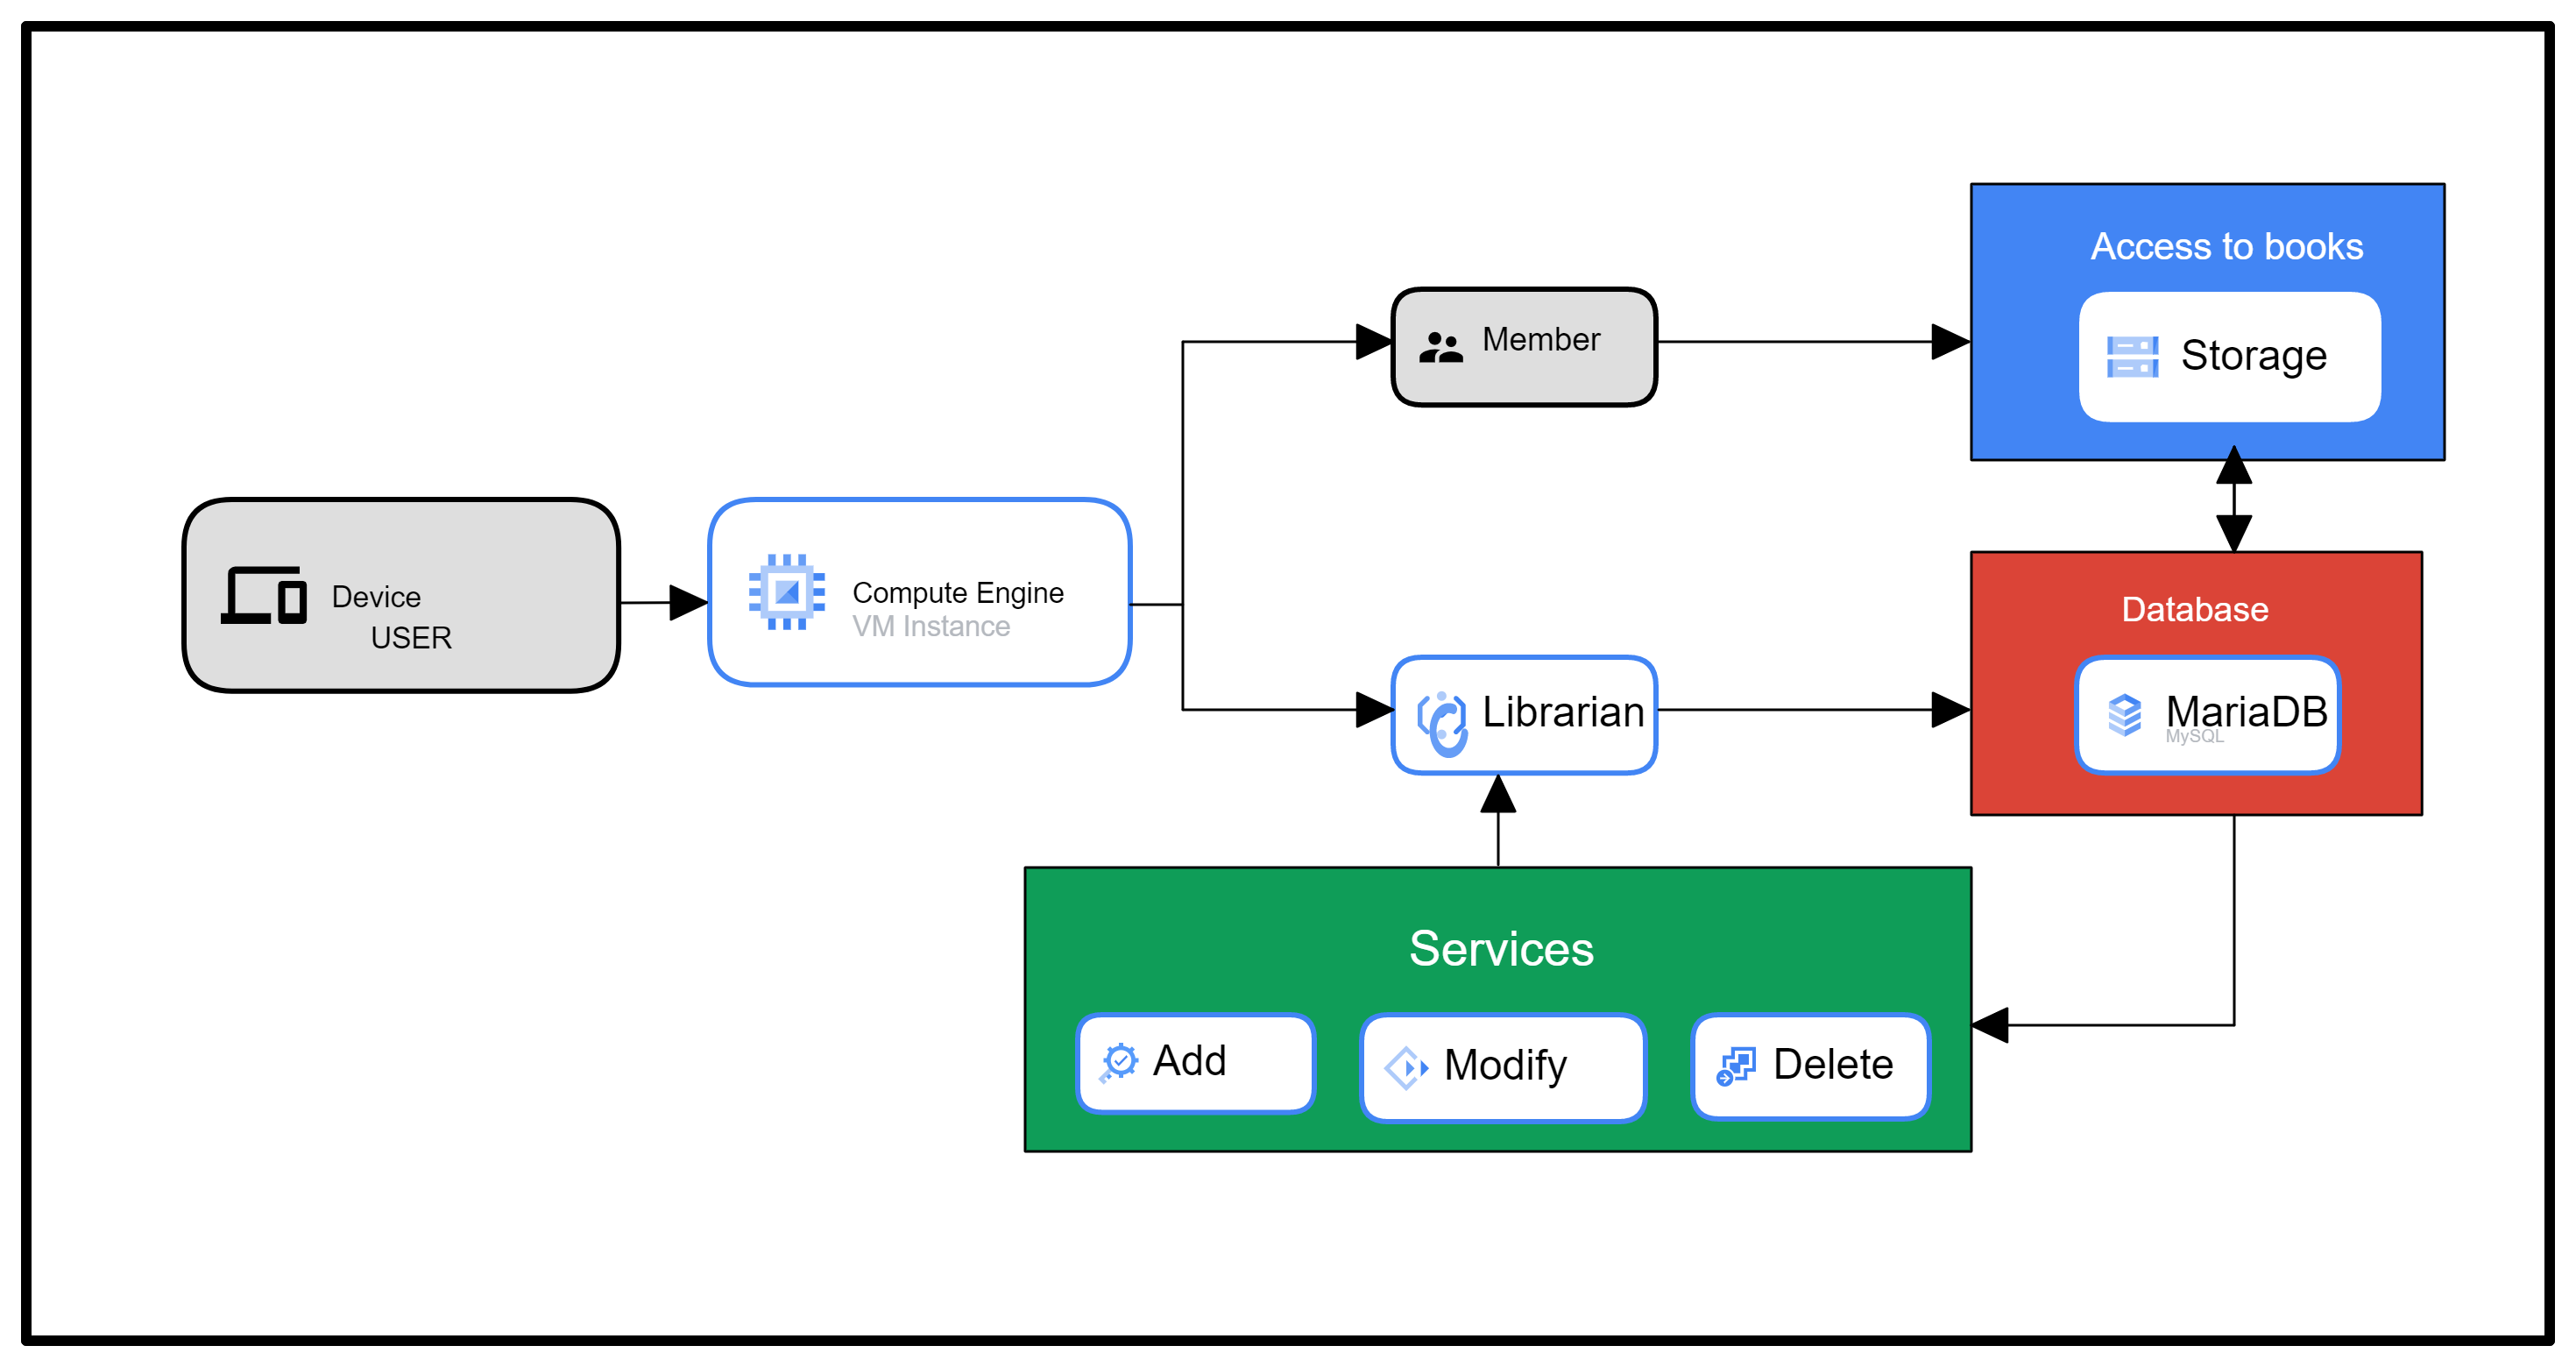 Access to books
Storage
Member
Device
USER
Compute Engine
VM Instance
Librarian
Database
MariaDB
MySQL
Services
Add
Modify
Delete